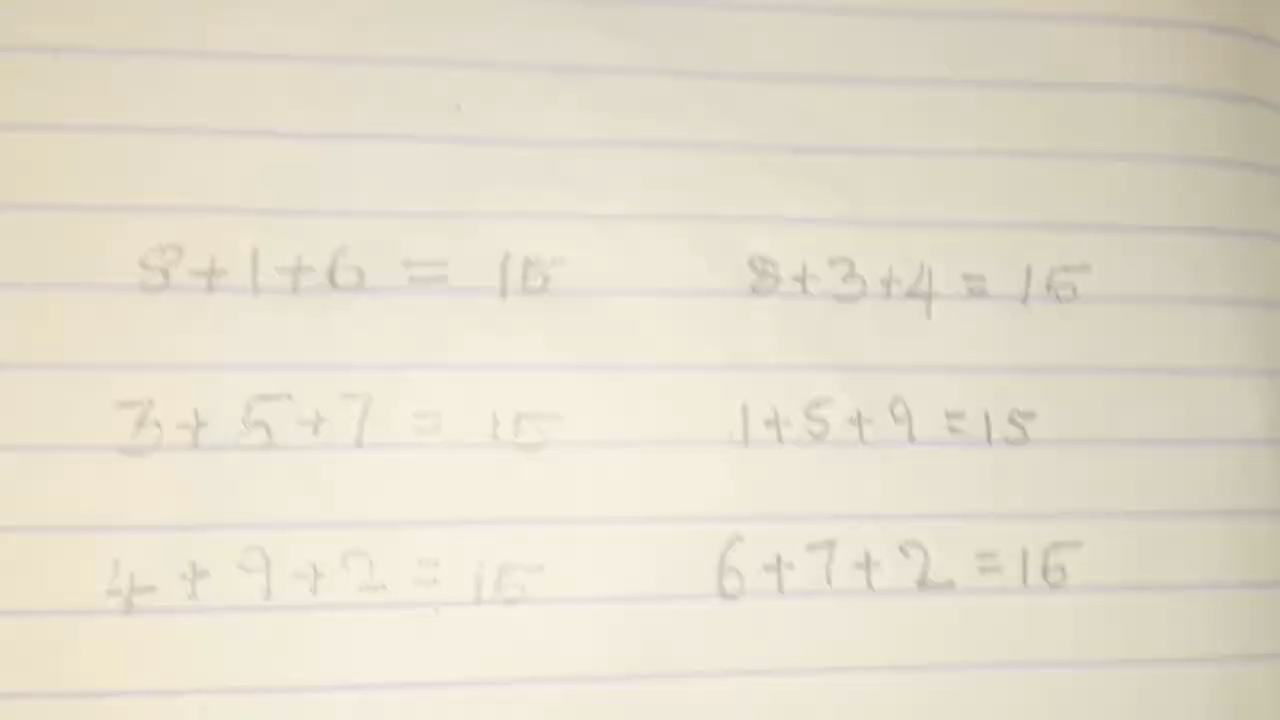 8+1+6 = 15 8+3+4=15
3+5+7 = 15 1+5+9=15
4+9+2=15 6+7+2=15